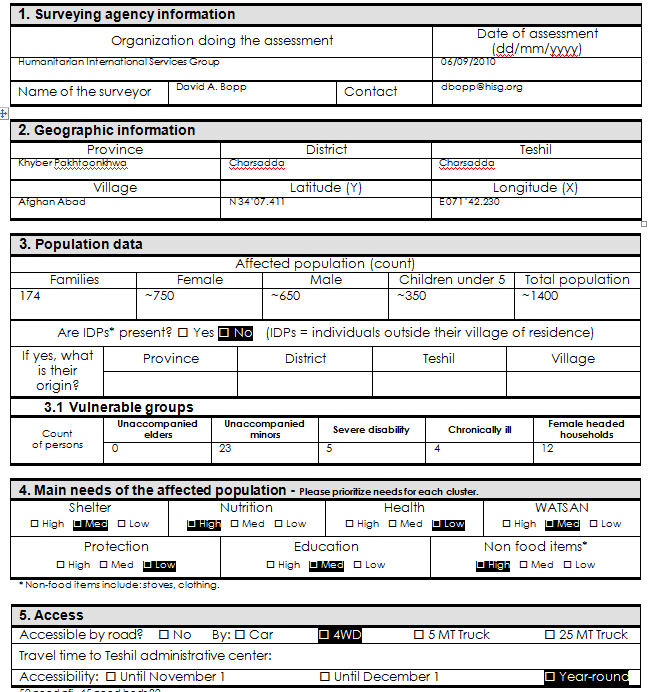 1. Surveying agency information
Organization doing the assessment
Date of assessment
(dd/mm/yyyy)
Humanitarian International Services Group
06/09/2010
Name of the surveyor
David A. Bopp
Contact
dbopp@hisg.org
2. Geographic information
Province District Teshil
Khyber Pakhtoonkhwa Charsadda Charsadda
Village Latitude (Y) Longitude (X)
Afghan Abad N34°07.411 E071°42.230
3. Population data
Affected population (count)
Families Female Male Children under 5 Total population
174 ~750 ~650 ~350 ~1400
Are IDPs* present? ☐ Yes ☐ No (IDPs = individuals outside their village of residence)
If yes, what
is their
origin?
Province District Teshil Village
3.1 Vulnerable groups
Count
of persons
Unaccompanied
elders
Unaccompanied
minors
Severe disability
Chronically ill
Female headed
households
0 23 5 4 12
4. Main needs of the affected population - Please prioritize needs for each cluster.
Shelter Nutrition Health WATSAN
☐ High ☐ Med ☐ Low ☐ High ☐ Med ☐ Low ☐ High ☐ Med ☐ Low ☐ High ☐ Med ☐ Low
Protection Education Non food items*
☐ High ☐ Med ☐ Low ☐ High ☐ Med ☐ Low ☐ High ☐ Med ☐ Low
* Non-food items include: stoves, clothing.
5. Access
Accessible by road? ☐ No By: ☐ Car ☐ 4WD ☐ 5 MT Truck ☐ 25 MT Truck
Travel time to Teshil administrative center:
Accessibility: ☐ Until November 1 ☐ Until December 1 ☐ Year-round